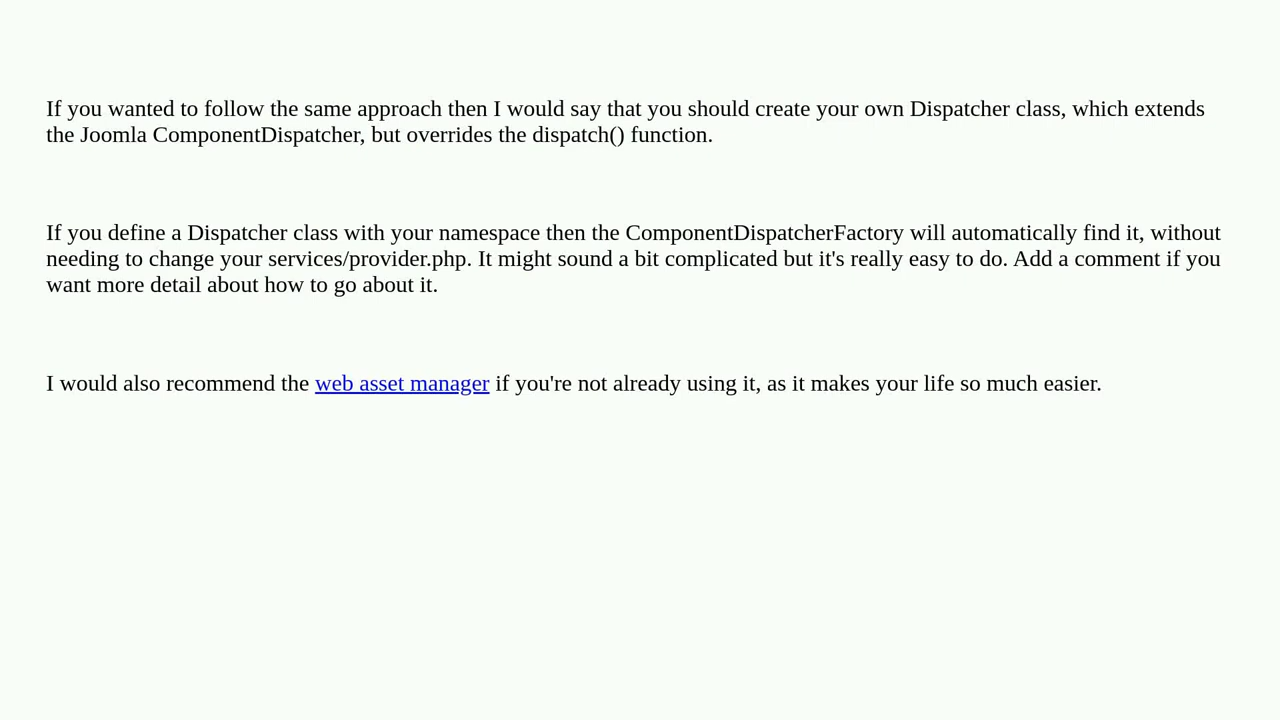 If you wanted to follow the same approach then I would say that you should create your own Dispatcher class, which extends
the Joomla ComponentDispatcher, but overrides the dispatch() function.
If you define a Dispatcher class with your namespace then the ComponentDispatcherFactory will automatically find it, without
needing to change your services/provider.php. It might sound a bit complicated but it's really easy to do. Add a comment if you
want more detail about how to go about it.
I would also recommend the web asset manager if you're not already using it, as it makes your life so much easier.